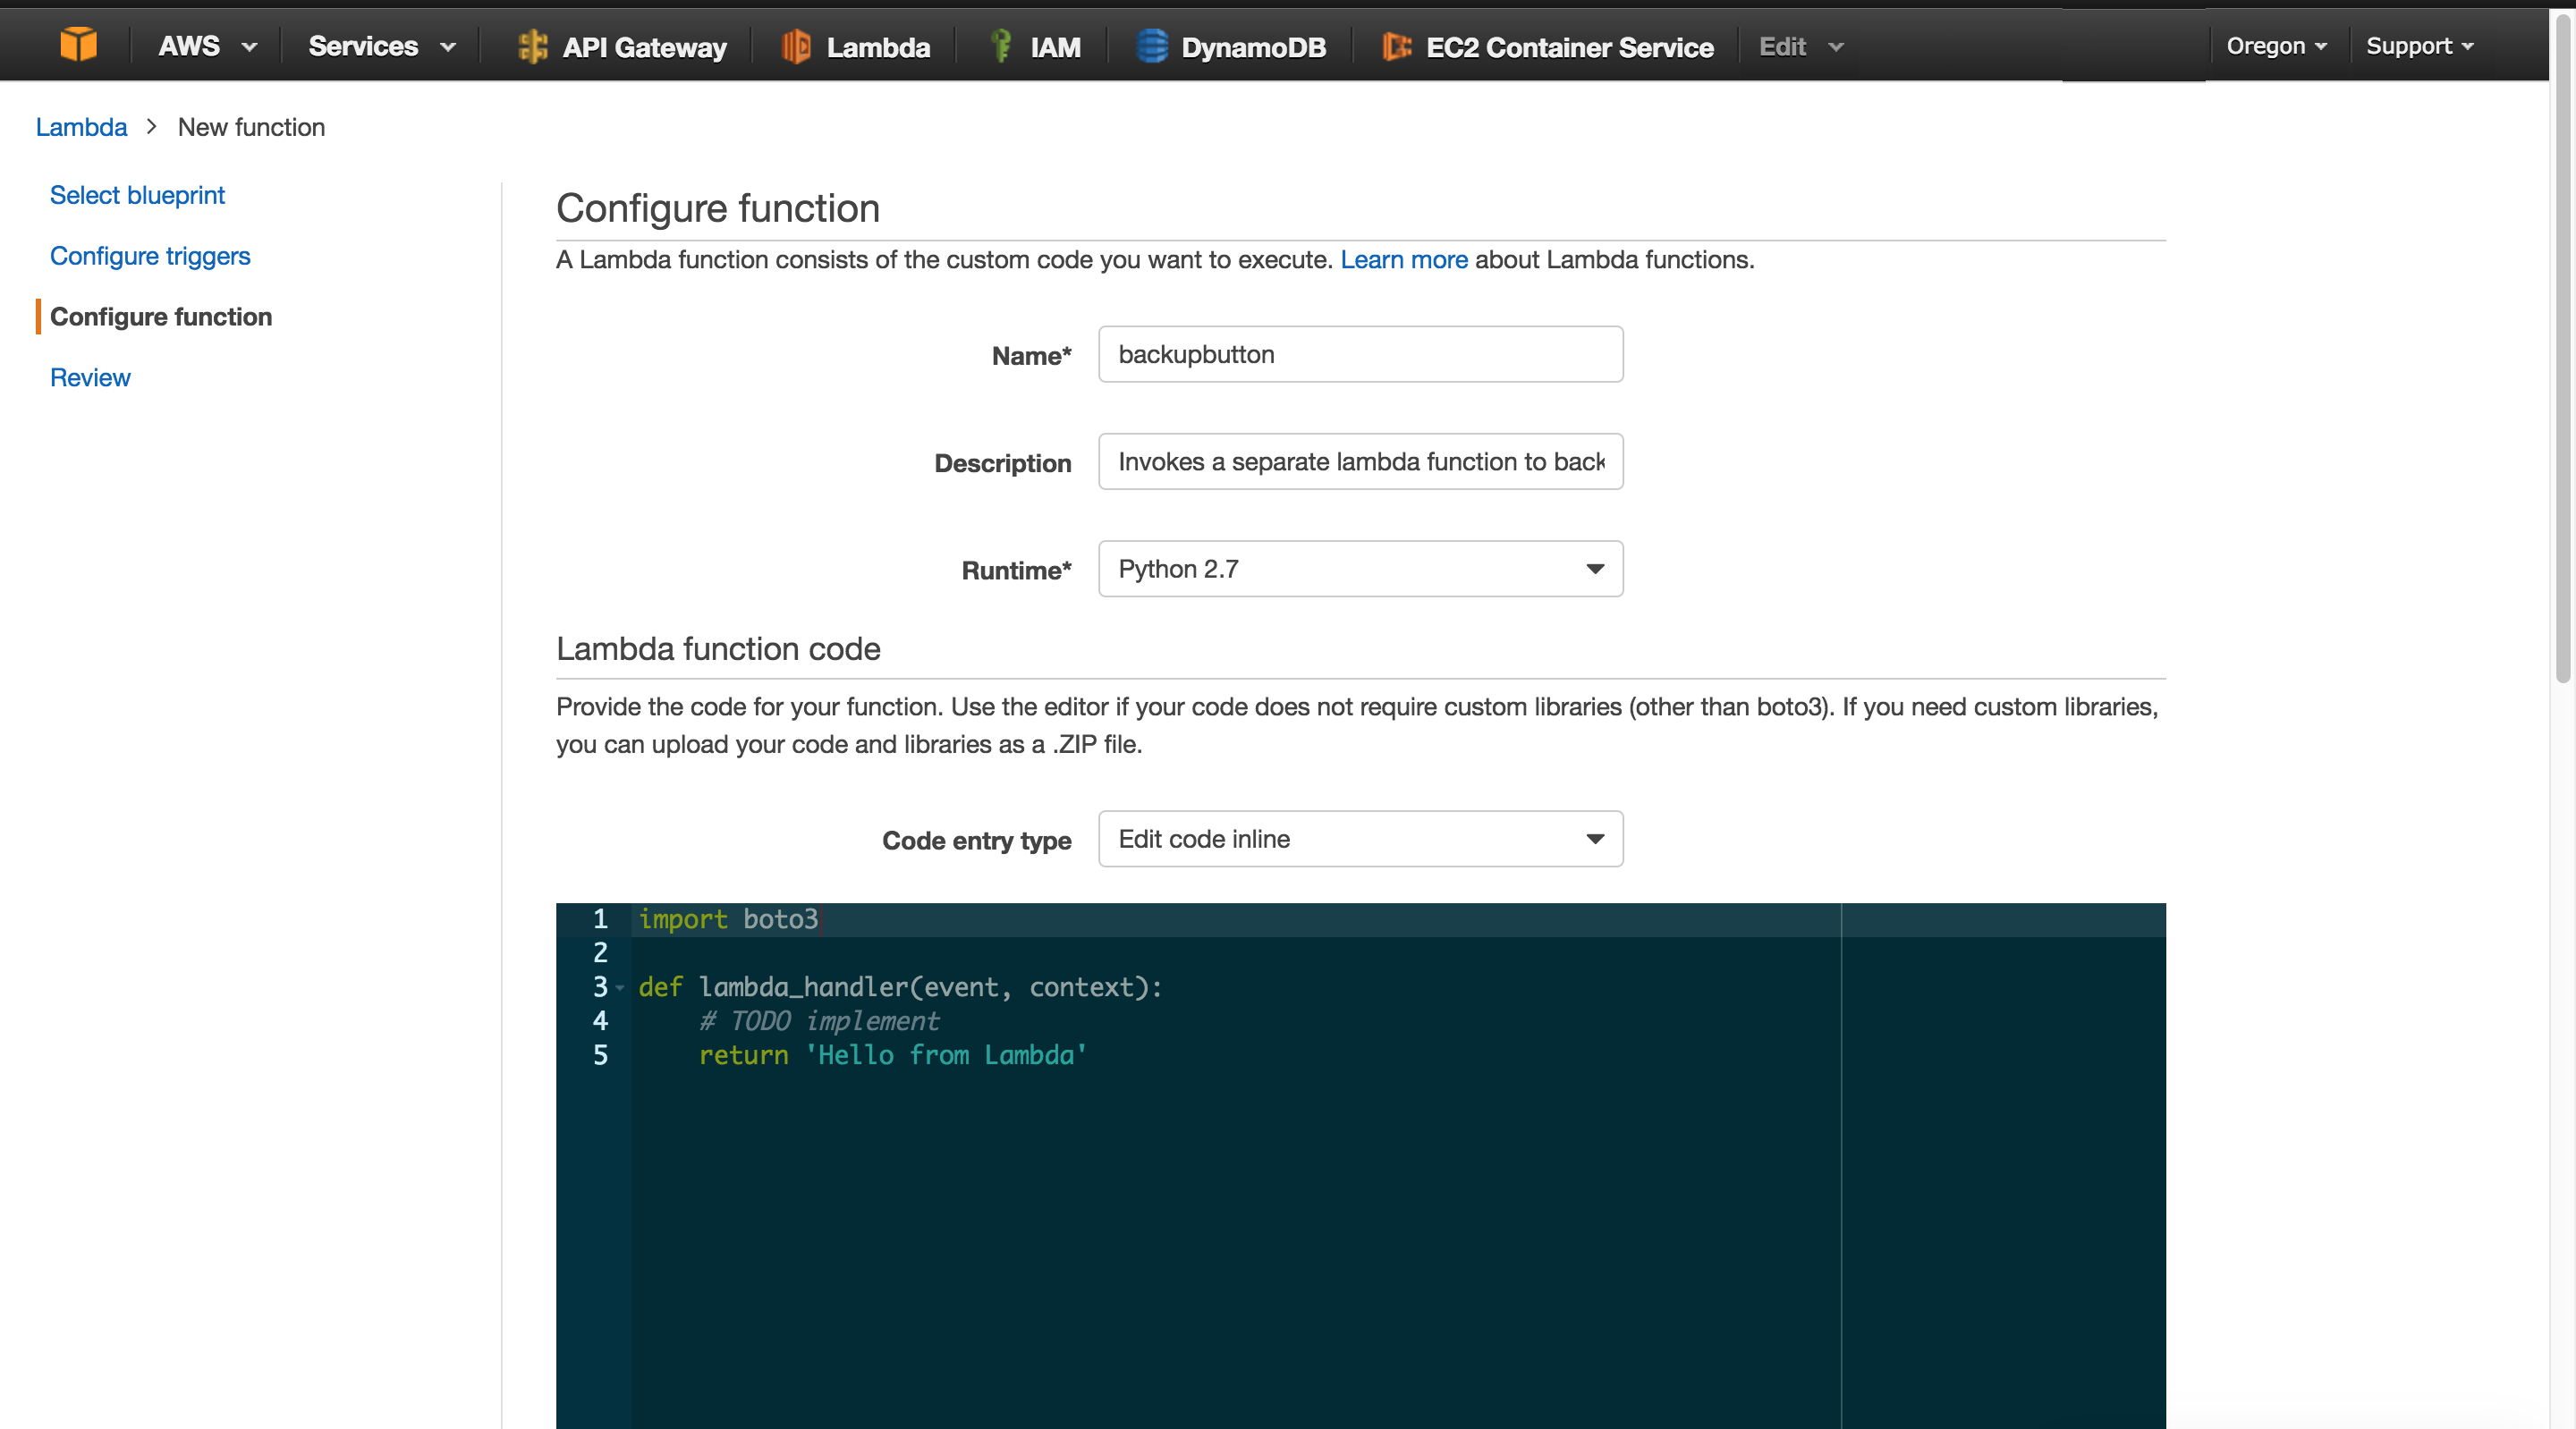 AWS Services API Gateway Lambda IAM DynamoDB EC2 Container Service Edit Oregon Support
Lambda > New function
Select blueprint
Configure triggers
Configure function
Review
Configure function
A Lambda function consists of the custom code you want to execute. Learn more about Lambda functions.
Name* backupbutton
Description Invokes a separate lambda function to back
Runtime* Python 2.7
Lambda function code
Provide the code for your function. Use the editor if your code does not require custom libraries (other than boto3). If you need custom libraries,
you can upload your code and libraries as a .ZIP file.
Code entry type Edit code inline
1 import boto3
2
3 def lambda_handler(event, context):
4 # TODO implement
5 return 'Hello from Lambda'